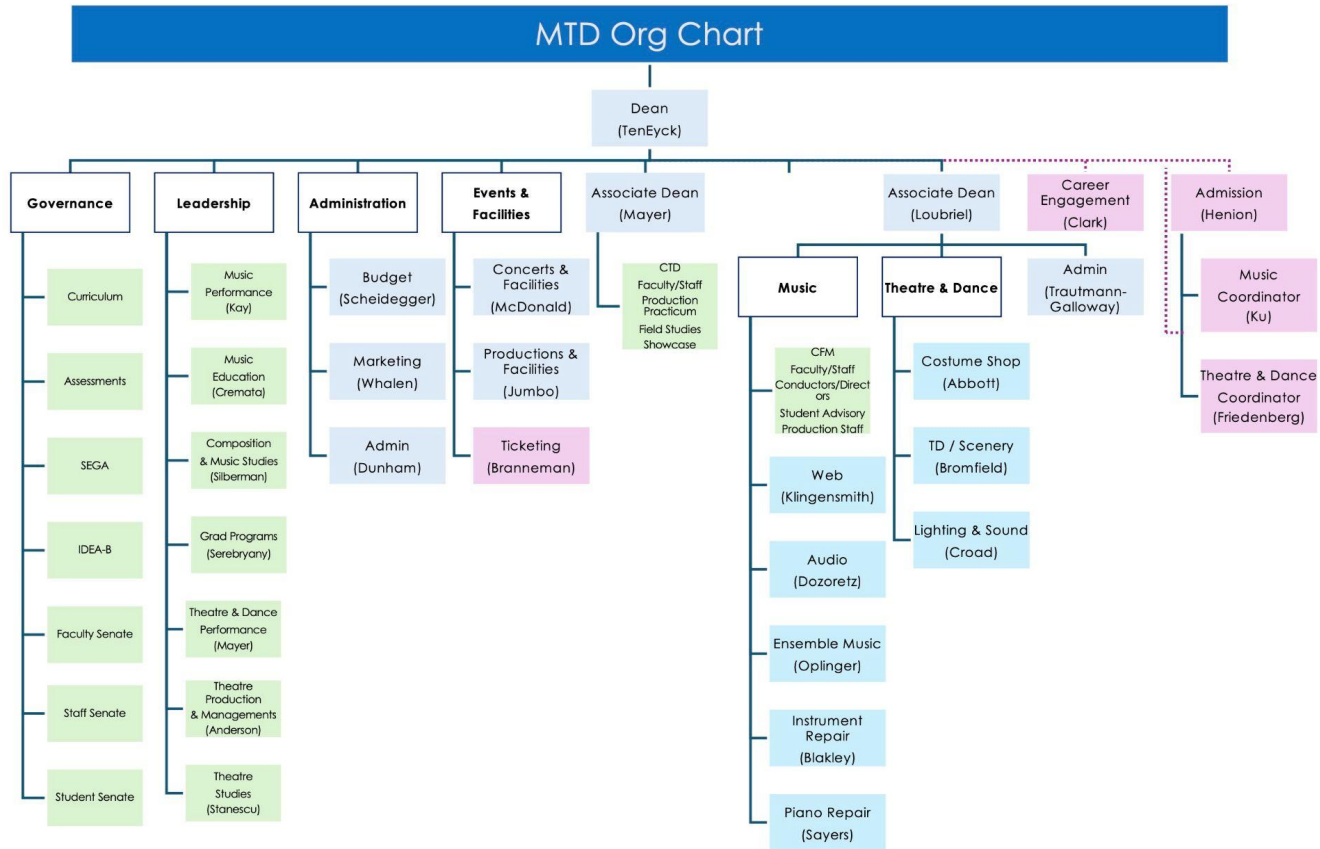 MTD Org Chart
Dean
(TenEyck)
Governance
Curriculum
Assessments
SEGA
IDEA-B
Faculty Senate
Staff Senate
Student Senate
Leadership
Music
Performance
(Kay)
Music
Education
(Cremata)
Composition
& Music Studies
(Silberman)
Grad Programs
(Serebryany)
Theatre & Dance
Performance
(Mayer)
Theatre
Production
& Managements
(Anderson)
Theatre
Studies
(Stanescu)
Administration
Budget
(Scheidegger)
Marketing
(Whalen)
Admin
(Dunham)
Events &
Facilities
Concerts &
Facilities
(McDonald)
Productions &
Facilities
(Jumbo)
Ticketing
(Branneman)
Associate Dean
(Mayer)
CTD
Faculty/Staff
Production
Practicum
Field Studies
Showcase
Associate Dean
(Loubriel)
Music
CFM
Faculty/Staff
Conductors/Direct
ors
Student Advisory
Production Staff
Web
(Klingensmith)
Audio
(Dozoretz)
Ensemble Music
(Oplinger)
Instrument
Repair
(Blakley)
Piano Repair
(Sayers)
Theatre & Dance
Costume Shop
(Abbott)
TD / Scenery
(Bromfield)
Lighting & Sound
(Croad)
Admin
(Trautmann-
Galloway)
Career
Engagement
(Clark)
Admission
(Henion)
Music
Coordinator
(Ku)
Theatre & Dance
Coordinator
(Friedenberg)